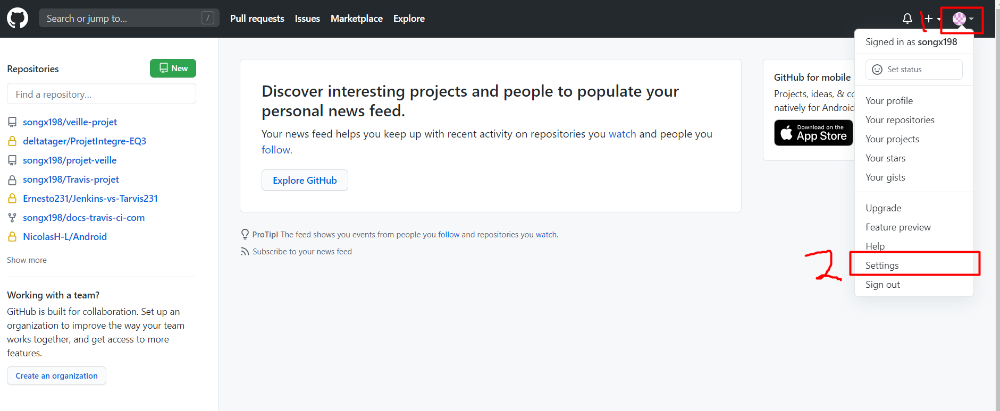 Search or jump to...
/
Pull requests
Issues
Marketplace
Explore
1
Signed in as songx198
Set status
Your profile
Your repositories
Your projects
Your stars
Your gists
Upgrade
Feature preview
Help
2
Settings
Sign out
Repositories
New
Find a repository...
songx198/veille-projet
deltatager/ProjetIntegre-EQ3
songx198/projet-veille
songx198/Travis-projet
Ernesto231/Jenkins-vs-Tarvis231
songx198/docs-travis-ci-com
NicolasH-L/Android
Show more
Working with a team?
GitHub is built for collaboration. Set up an
organization to improve the way your team
works together, and get access to more
features.
Create an organization
Discover interesting projects and people to populate your
personal news feed.
Your news feed helps you keep up with recent activity on repositories you watch and people you
follow.
Explore GitHub
ProTip! The feed shows you events from people you follow and repositories you watch.
Subscribe to your news feed
GitHub for mobile
Projects, ideas, & co
natively for Android
Download on the
App Store